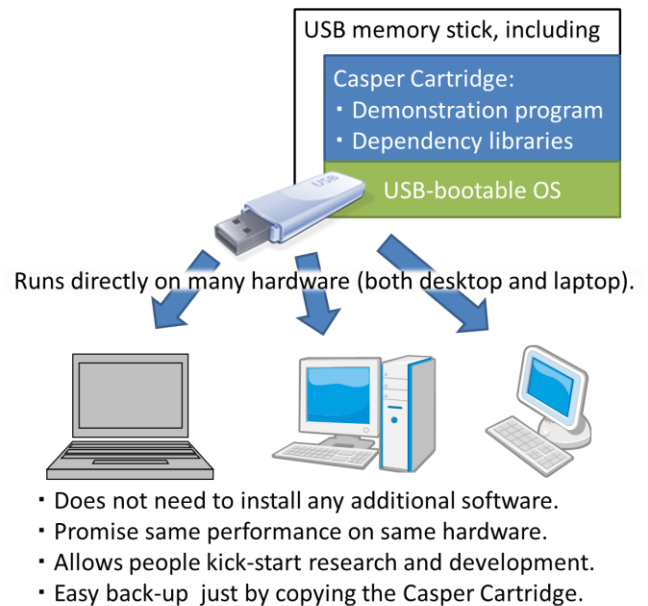 USB memory stick, including
Casper Cartridge:
・Demonstration program
・Dependency libraries
USB-bootable OS
USB
Runs directly on many hardware (both desktop and laptop).
・Does not need to install any additional software.
・Promise same performance on same hardware.
・Allows people kick-start research and development.
・Easy back-up  just by copying the Casper Cartridge.